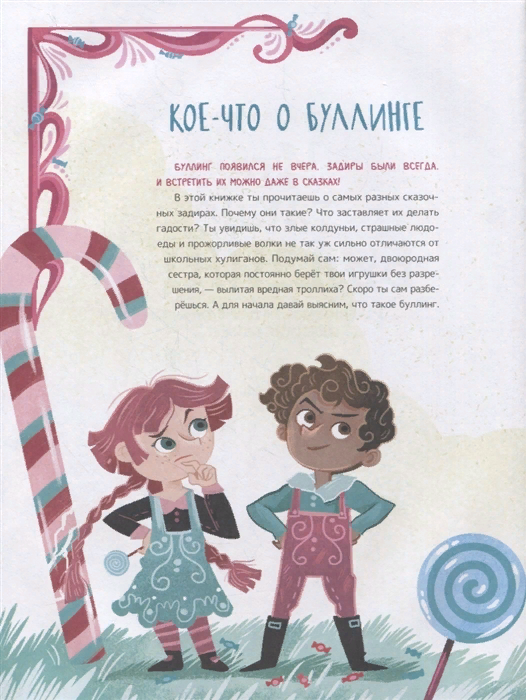 КОЕ-ЧТО О БУЛЛИНГЕ
БУЛЛИНГ ПОЯВИЛСЯ НЕ ВЧЕРА. ЗАДИРЫ БЫЛИ ВСЕГДА.
И ВСТРЕТИТЬ ИХ МОЖНО ДАЖЕ В СКАЗКАХ!
В этой книжке ты прочитаешь о самых разных сказоч-
ных задирах. Почему они такие? Что заставляет их делать
гадости? Ты увидишь, что злые колдуньи, страшные людо-
еды и прожорливые волки не так уж сильно отличаются от
школьных хулиганов. Подумай сам: может, двоюродная
сестра, которая постоянно берёт твои игрушки без разре-
шения, — вылитая вредная троллиха? Скоро ты сам разбе-
рёшься. А для начала давай выясним, что такое буллинг.